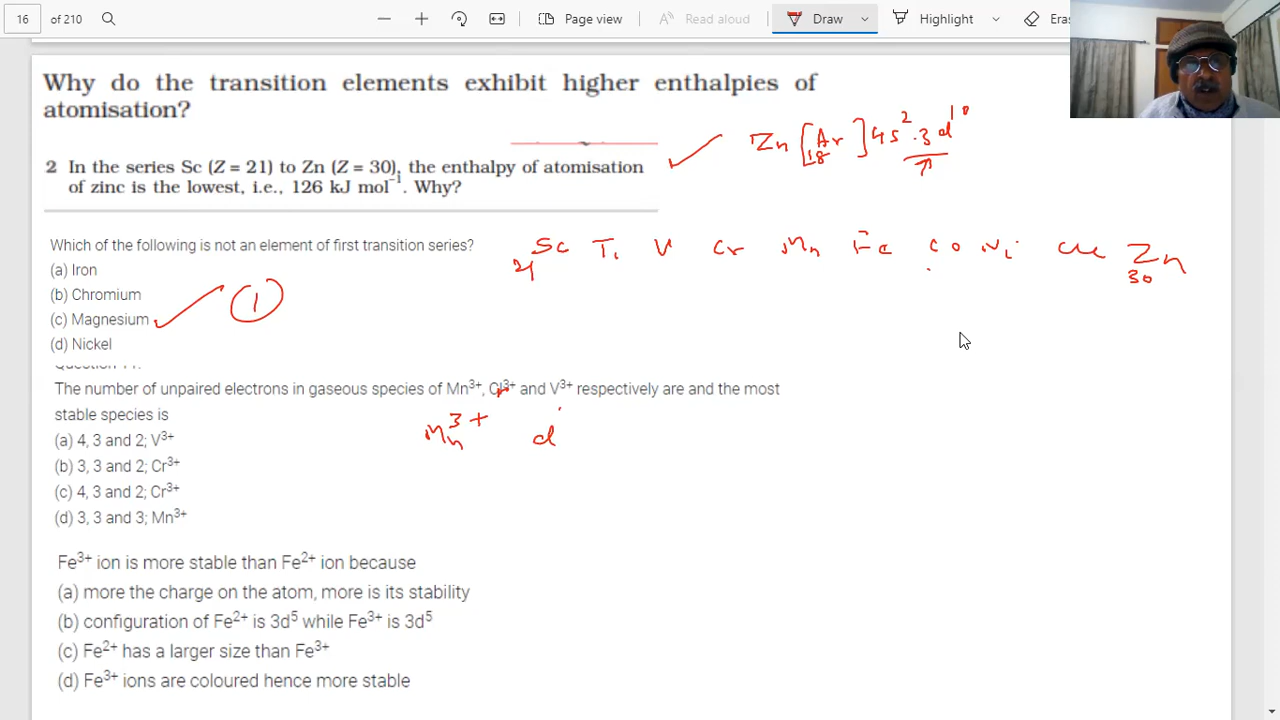 16 of 210 Page view Read aloud Draw Highlight Eras
Why do the transition elements exhibit higher enthalpies of
atomisation?
Zn [Ar]18 4s² 3d¹⁰
2 In the series Sc (Z = 21) to Zn (Z = 30), the enthalpy of atomisation
of zinc is the lowest, i.e., 126 kJ mol⁻¹. Why?
Which of the following is not an element of first transition series?
21 Sc Ti V Cr Mn Fe Co Ni Cu Zn 30
(a) Iron
(b) Chromium
1
(c) Magnesium
(d) Nickel
The number of unpaired electrons in gaseous species of Mn³⁺, Cr³⁺ and V³⁺ respectively are and the most
stable species is
Mn³⁺ d
(a) 4, 3 and 2; V³⁺
(b) 3, 3 and 2; Cr³⁺
(c) 4, 3 and 2; Cr³⁺
(d) 3, 3 and 3; Mn³⁺
Fe³⁺ ion is more stable than Fe²⁺ ion because
(a) more the charge on the atom, more is its stability
(b) configuration of Fe²⁺ is 3d⁵ while Fe³⁺ is 3d⁵
(c) Fe²⁺ has a larger size than Fe³⁺
(d) Fe³⁺ ions are coloured hence more stable